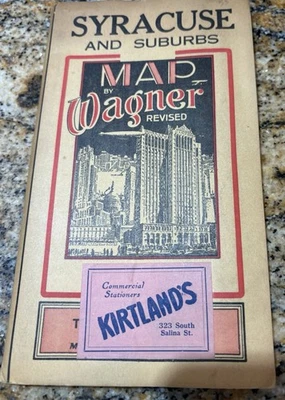 SYRACUSE
AND SUBURBS
MAP
BY
Wagner
REVISED
Commercial
Stationers
KIRTLAND'S
323 South
Salina St.
T
M